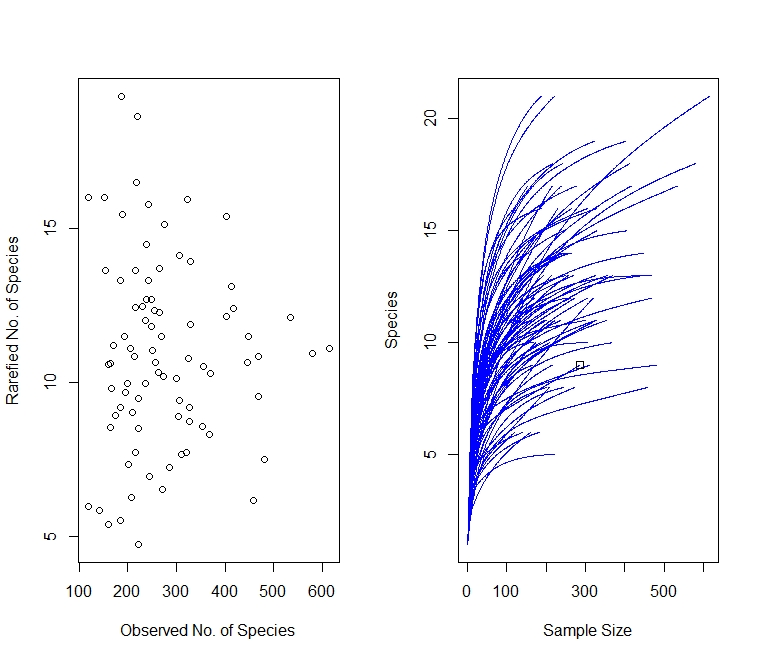 Rarefied No. of Species
15
10
5
100 200 300 400 500 600
Observed No. of Species
Species
20
15
10
5
0 100 300 500
Sample Size